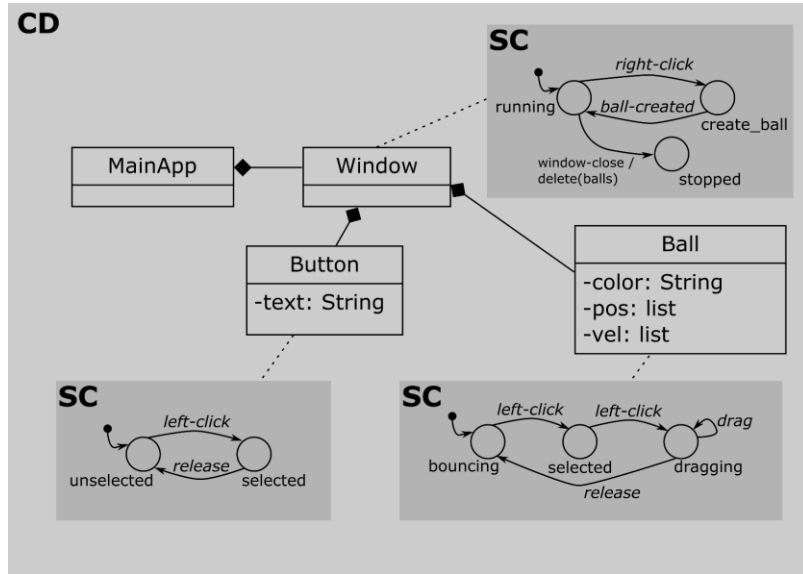 CD
SC
right-click
running
ball-created
create_ball
window-close /
delete(balls)
stopped
MainApp
Window
Button
-text: String
Ball
-color: String
-pos: list
-vel: list
SC
left-click
unselected
release
selected
SC
left-click
left-click
drag
bouncing
selected
dragging
release